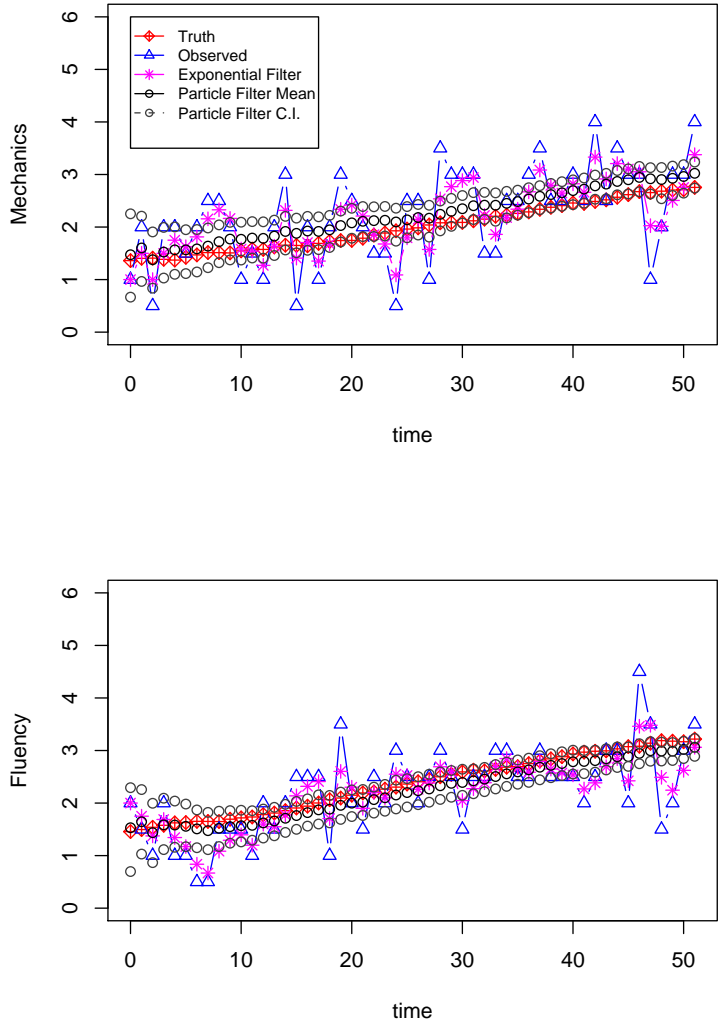 Truth
Observed
Exponential Filter
Particle Filter Mean
Particle Filter C.I.
Mechanics
6
5
4
3
2
1
0
0 10 20 30 40 50
time
Fluency
6
5
4
3
2
1
0
0 10 20 30 40 50
time